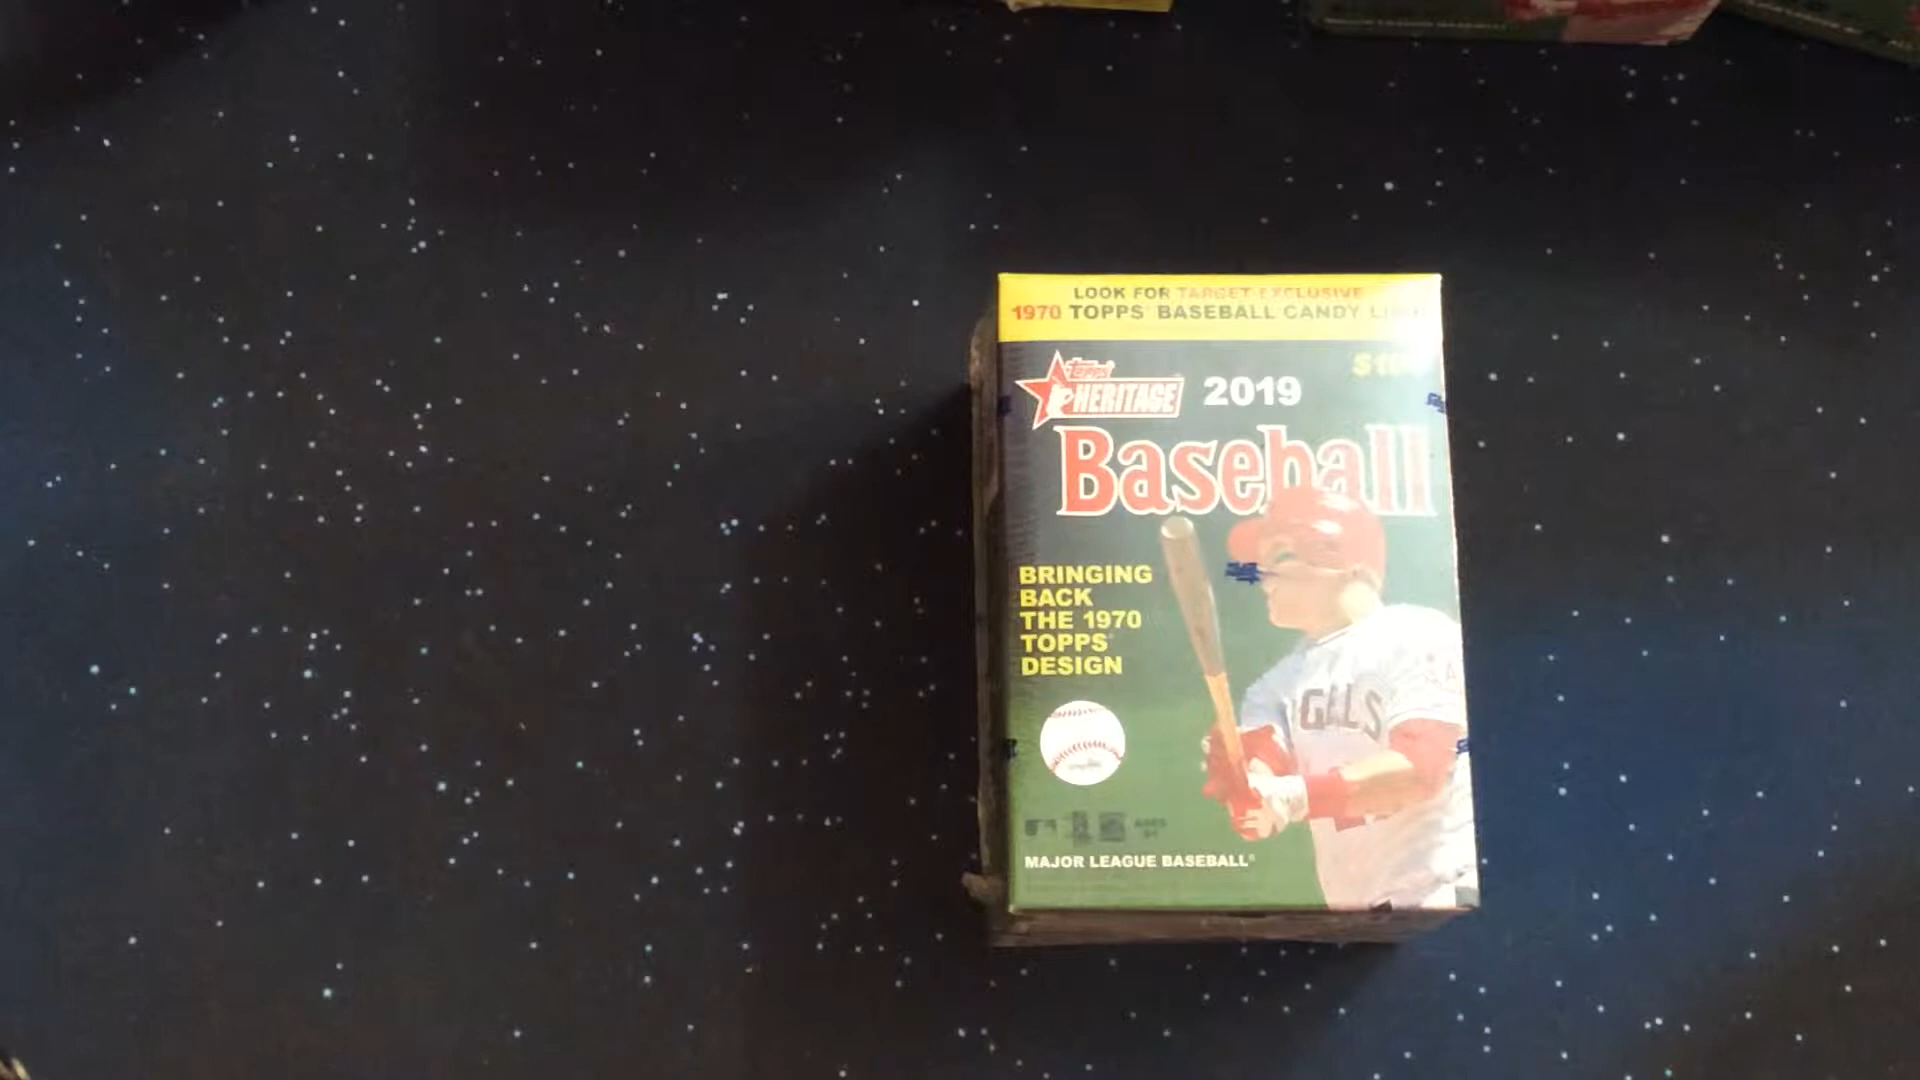 LOOK FOR TARGET EXCLUSIVE
1970 TOPPS BASEBALL CANDY
TOPPS
HERITAGE
2019
Baseball
BRINGING
BACK
THE 1970
TOPPS
DESIGN
GELS
MAJOR LEAGUE BASEBALL®